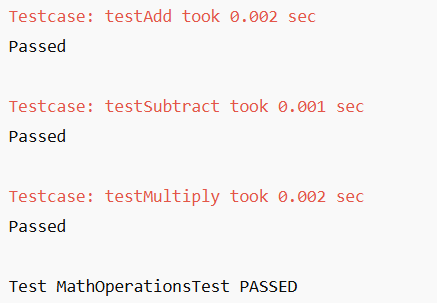 Testcase: testAdd took 0.002 sec
Passed
Testcase: testSubtract took 0.001 sec
Passed
Testcase: testMultiply took 0.002 sec
Passed
Test MathOperationsTest PASSED